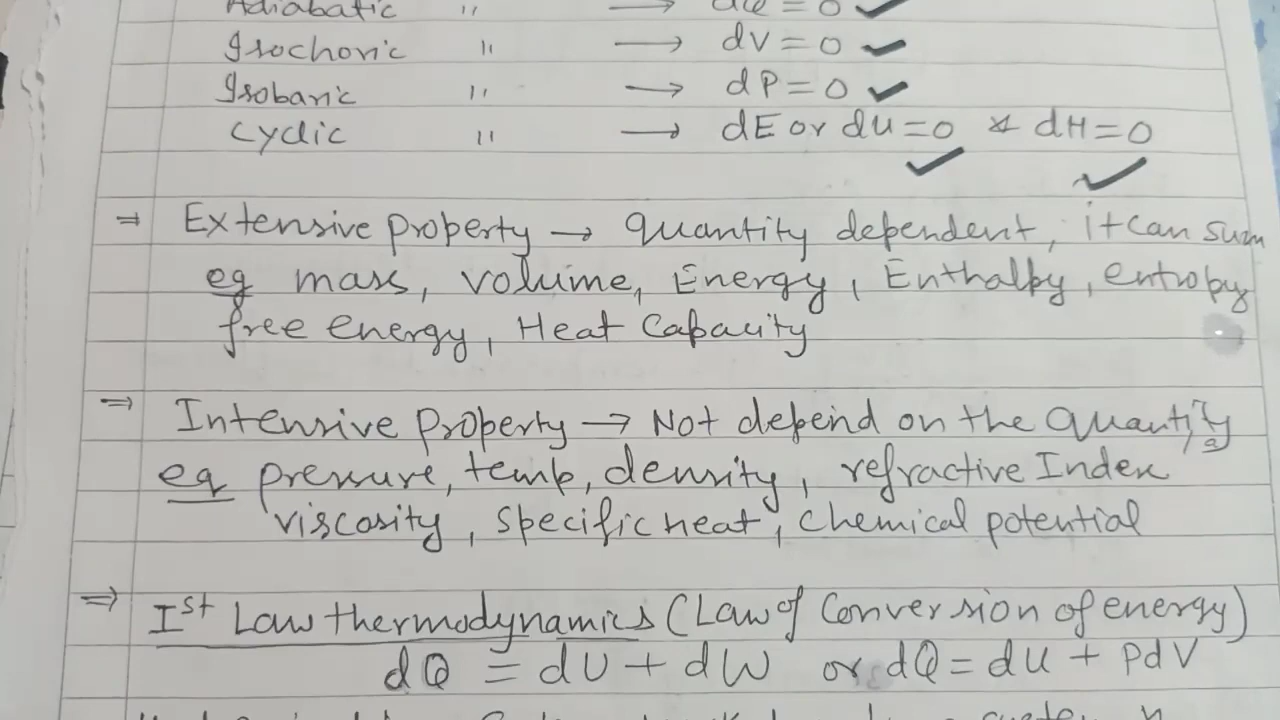 Adiabatic " → dQ = 0 ✓
Isochoric " → dV = 0 ✓
Isobaric " → dP = 0 ✓
Cyclic " → dE or dU = 0 & dH = 0
⇒ Extensive property → quantity dependent, it can sum
eg mass, volume, Energy, Enthalpy, entropy
free energy, Heat Capacity
⇒ Intensive property → Not depend on the quantity
eg pressure, temp, density, refractive Index
viscosity, specific heat, chemical potential
⇒ Ist Law thermodynamics (Law of Conversion of energy)
dQ = dU + dW or dQ = dU + PdV